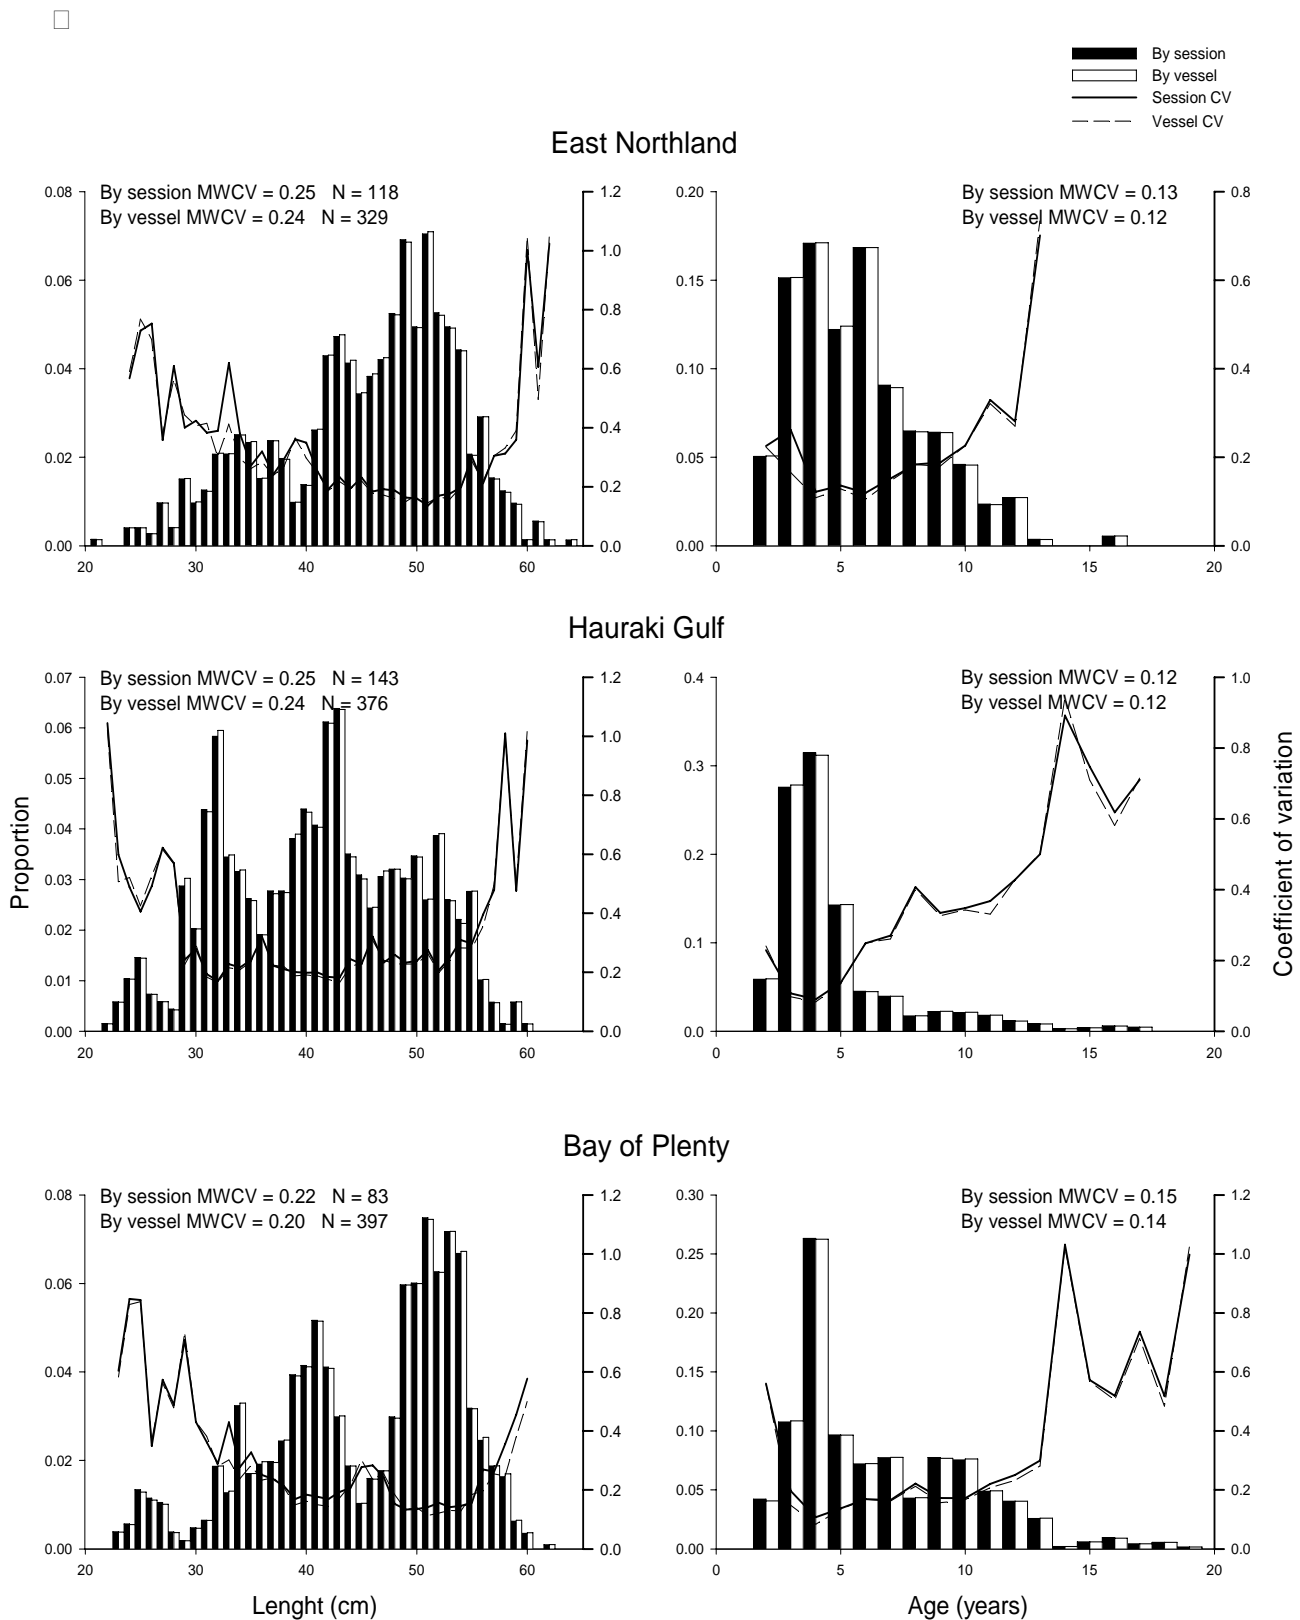 By session
By vessel
Session CV
Vessel CV
East Northland
By session MWCV = 0.25 N = 118
By vessel MWCV = 0.24 N = 329
0.08
0.06
0.04
0.02
0.00
1.2
1.0
0.8
0.6
0.4
0.2
0.0
20 30 40 50 60
By session MWCV = 0.13
By vessel MWCV = 0.12
0.20
0.15
0.10
0.05
0.00
0.8
0.6
0.4
0.2
0.0
0 5 10 15 20
Hauraki Gulf
By session MWCV = 0.25 N = 143
By vessel MWCV = 0.24 N = 376
0.07
0.06
0.05
0.04
0.03
0.02
0.01
0.00
1.2
1.0
0.8
0.6
0.4
0.2
0.0
20 30 40 50 60
By session MWCV = 0.12
By vessel MWCV = 0.12
0.4
0.3
0.2
0.1
0.0
1.0
0.8
0.6
0.4
0.2
0.0
0 5 10 15 20
Proportion
Coefficient of variation
Bay of Plenty
By session MWCV = 0.22 N = 83
By vessel MWCV = 0.20 N = 397
0.08
0.06
0.04
0.02
0.00
1.2
1.0
0.8
0.6
0.4
0.2
0.0
20 30 40 50 60
Lenght (cm)
By session MWCV = 0.15
By vessel MWCV = 0.14
0.30
0.25
0.20
0.15
0.10
0.05
0.00
1.2
1.0
0.8
0.6
0.4
0.2
0.0
0 5 10 15 20
Age (years)